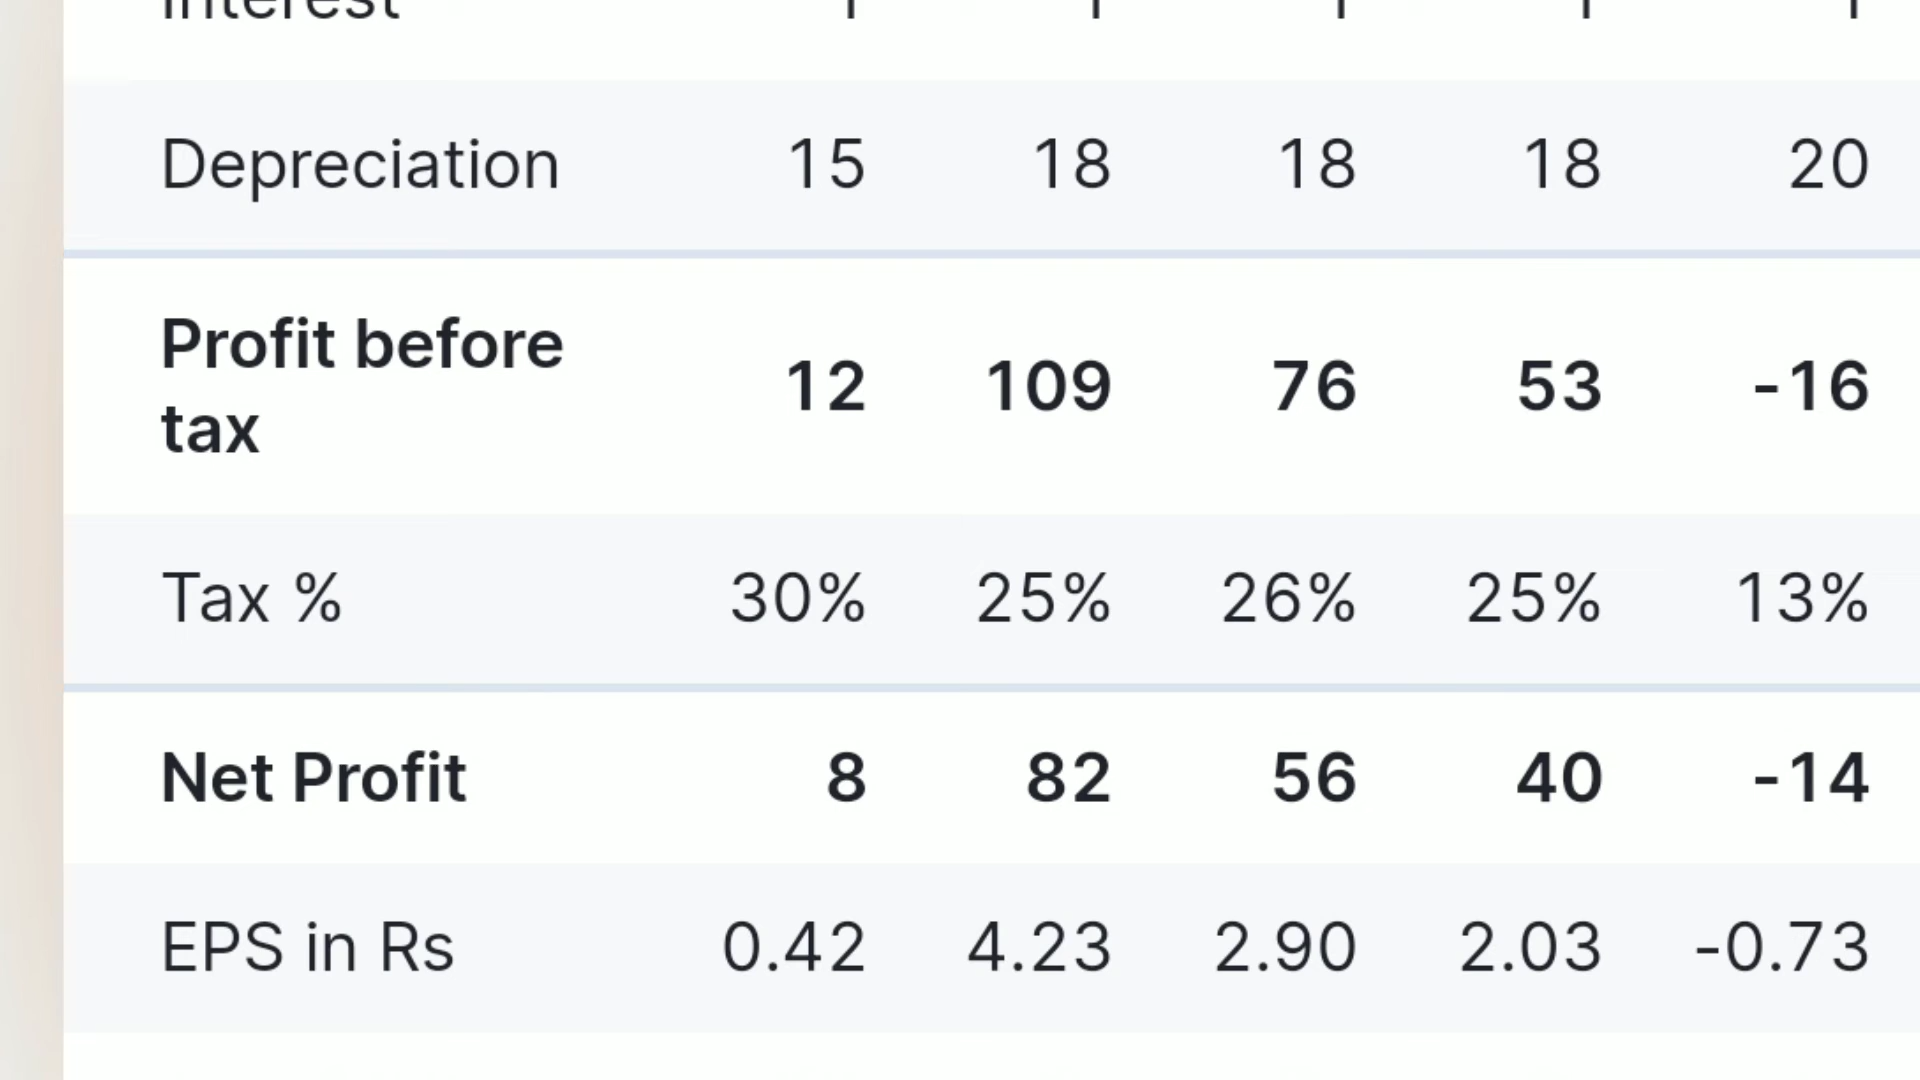 Interest
Depreciation 15 18 18 18 20
Profit before
tax 12 109 76 53 -16
Tax % 30% 25% 26% 25% 13%
Net Profit 8 82 56 40 -14
EPS in Rs 0.42 4.23 2.90 2.03 -0.73